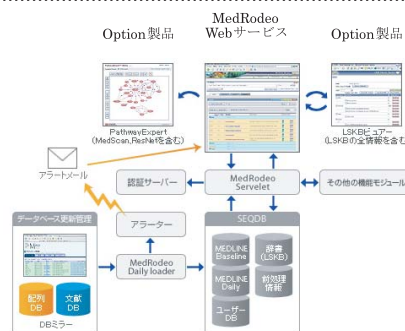 MedRodeo
Option製品
Webサービス
Option製品
PathwayExpert
(MedScan,ResNetを含む)
LSKBビュアー
(LSKBの全情報を含む)
アラートメール
認証サーバー
MedRodeo
Servelet
その他の機能モジュール
データベース更新管理
アラーター
SEQDB
MedRodeo
Daily loader
MEDLINE
Baseline
辞書
(LSKB)
MEDLINE
Daily
前処理
情報
配列
DB
文献
DB
ユーザー
DB
DBミラー